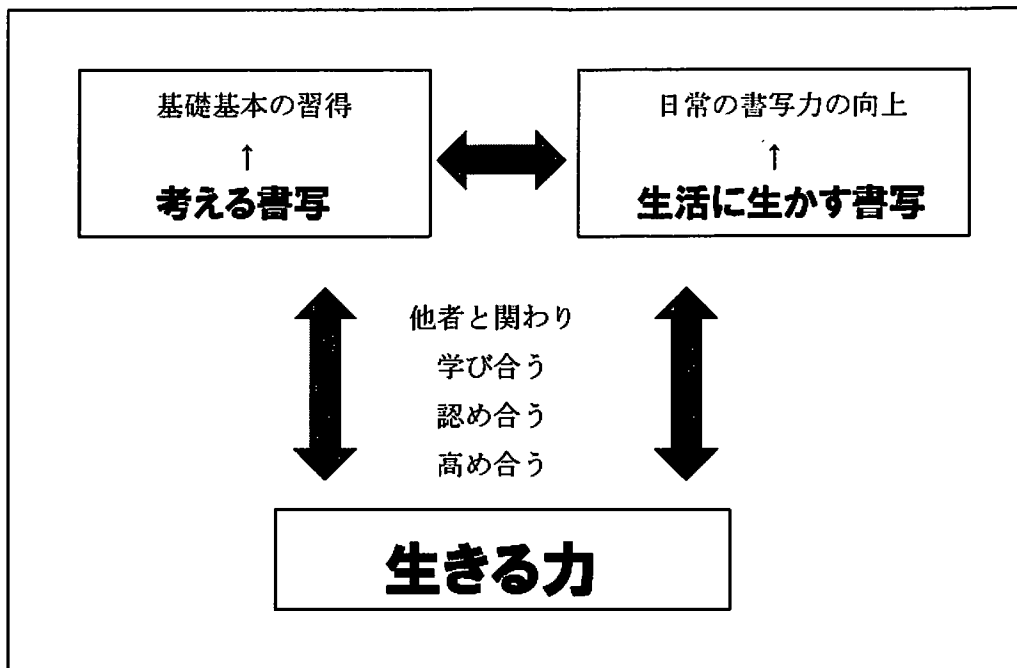 基礎基本の習得
↑
考える書写
日常の書写力の向上
↑
生活に生かす書写
他者と関わり
学び合う
認め合う
高め合う
生きる力